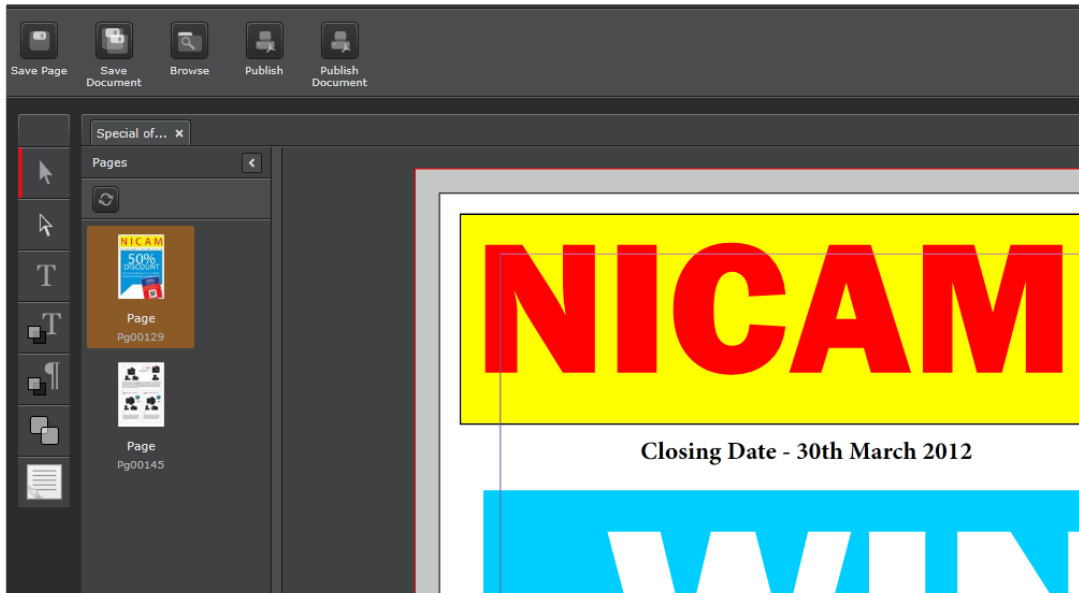 Save Page
Save
Document
Browse
Publish
Publish
Document
Special of... x
Pages
NICAM
50%
DISCOUNT
Page
Pg00129
Page
Pg00145
T
T
¶
NICAM
Closing Date - 30th March 2012
WIN